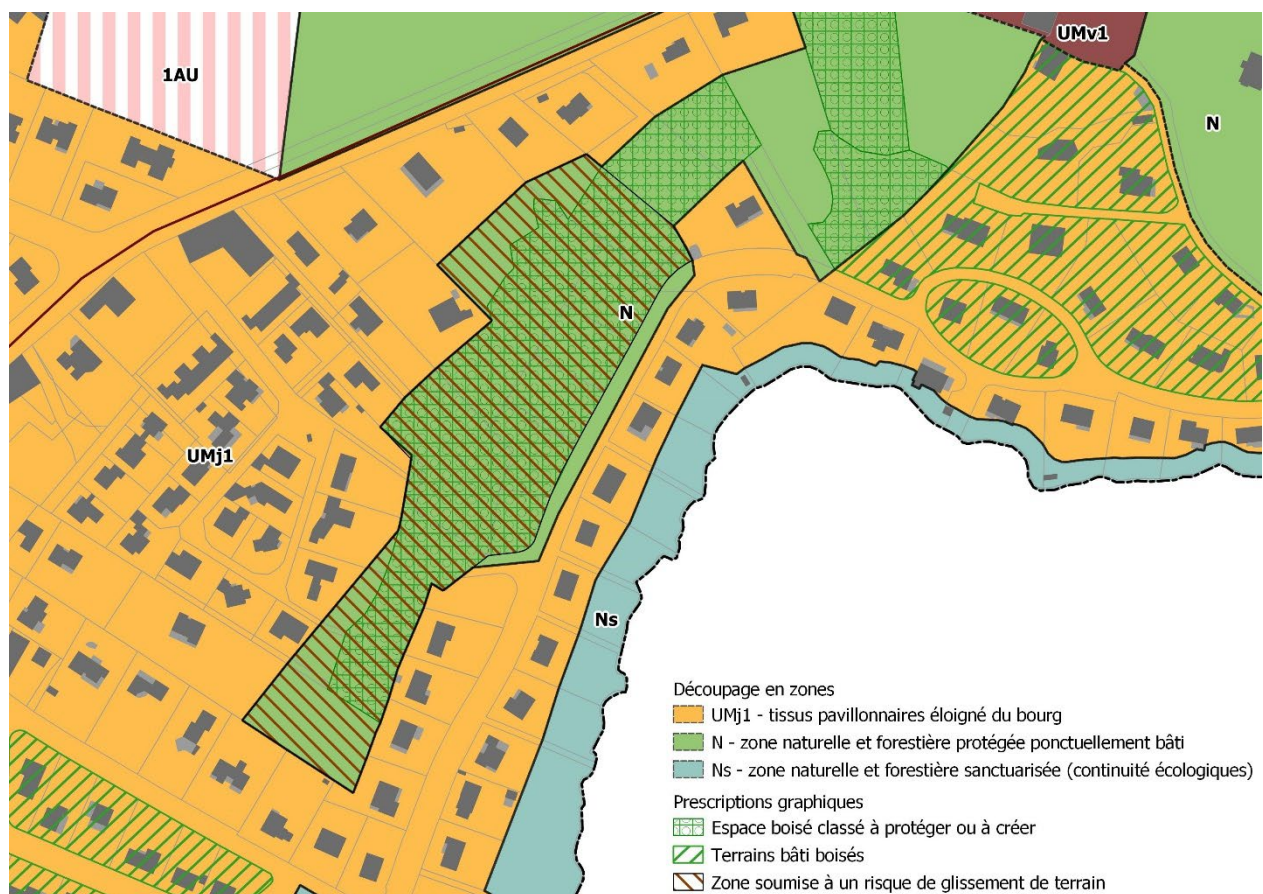 UMv1
1AU
N
N
UMj1
Ns
Découpage en zones
UMj1 - tissus pavillonnaires éloigné du bourg
N - zone naturelle et forestière protégée ponctuellement bâti
Ns - zone naturelle et forestière sanctuarisée (continuité écologiques)
Prescriptions graphiques
Espace boisé classé à protéger ou à créer
Terrains bâti boisés
Zone soumise à un risque de glissement de terrain